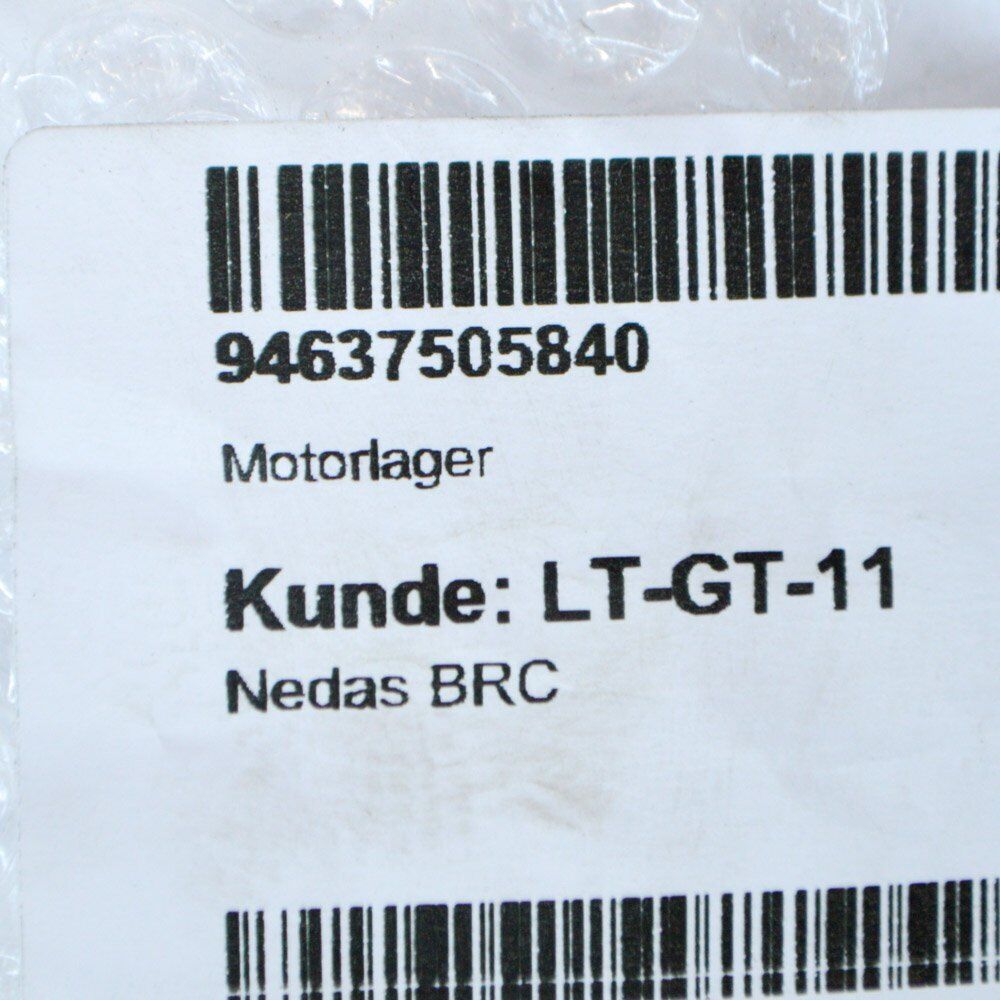 94637505840
Motorlager
Kunde: LT-GT-11
Nedas BRC